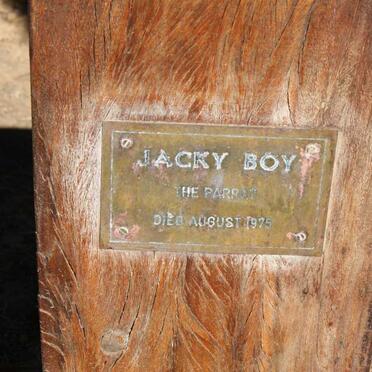 JACKY BOY
THE PARROT
DIED AUGUST 1975